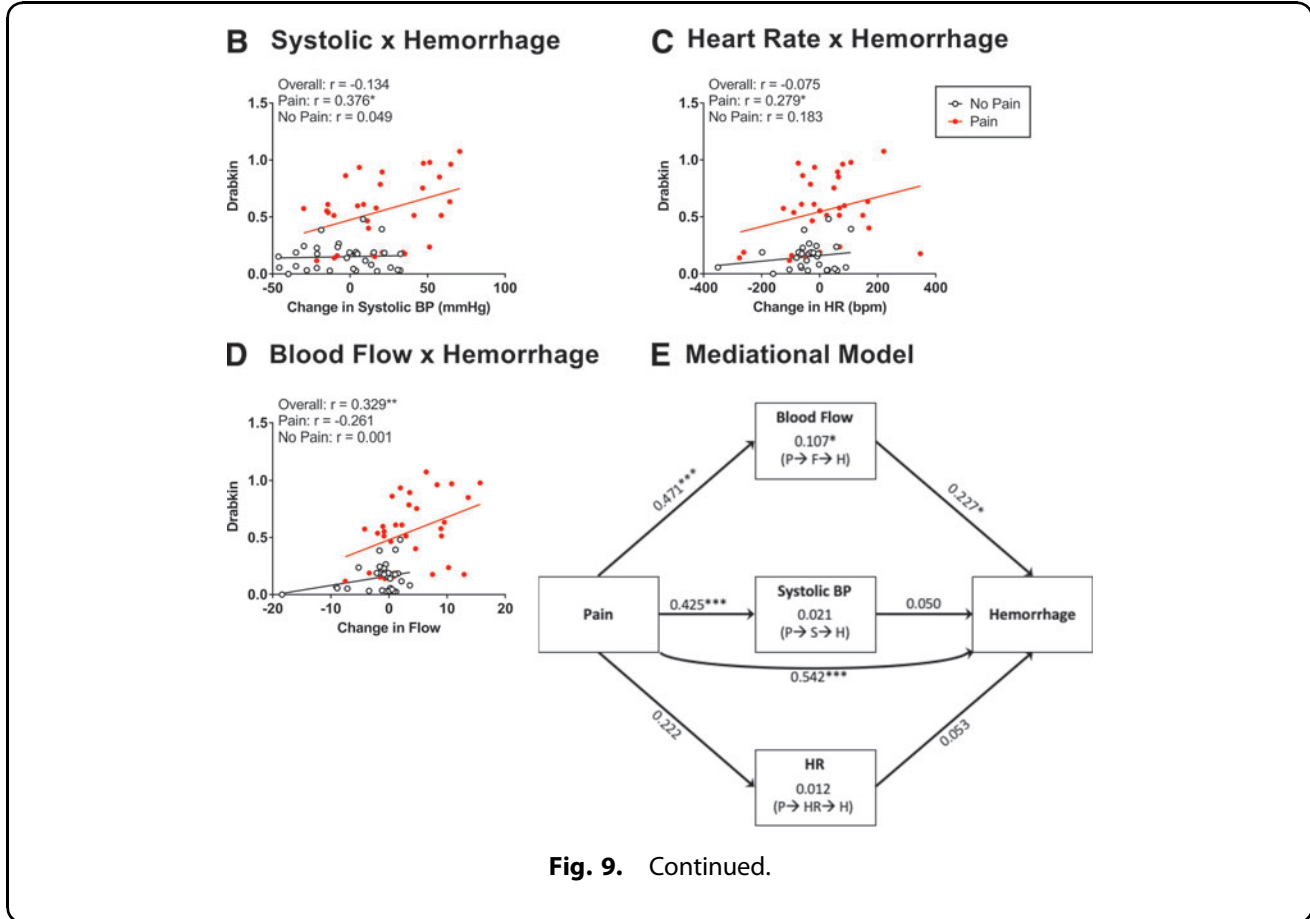 B Systolic x Hemorrhage
Overall: r = -0.134
Pain: r = 0.376*
No Pain: r = 0.049
1.5
1.0
0.5
0.0
Drabkin
-50
0
50
100
Change in Systolic BP (mmHg)
C Heart Rate x Hemorrhage
Overall: r = -0.075
Pain: r = 0.279*
No Pain: r = 0.183
1.5
1.0
0.5
0.0
Drabkin
-400
-200
0
200
400
Change in HR (bpm)
No Pain
Pain
D Blood Flow x Hemorrhage
Overall: r = 0.329**
Pain: r = -0.261
No Pain: r = 0.001
1.5
1.0
0.5
0.0
Drabkin
-20
-10
0
10
20
Change in Flow
E Mediational Model
Blood Flow
0.107*
(P→ F→ H)
0.471***
0.227*
Pain
0.425***
Systolic BP
0.021
(P→ S→ H)
0.050
Hemorrhage
0.542***
0.222
0.053
HR
0.012
(P→ HR→ H)
Fig. 9. Continued.